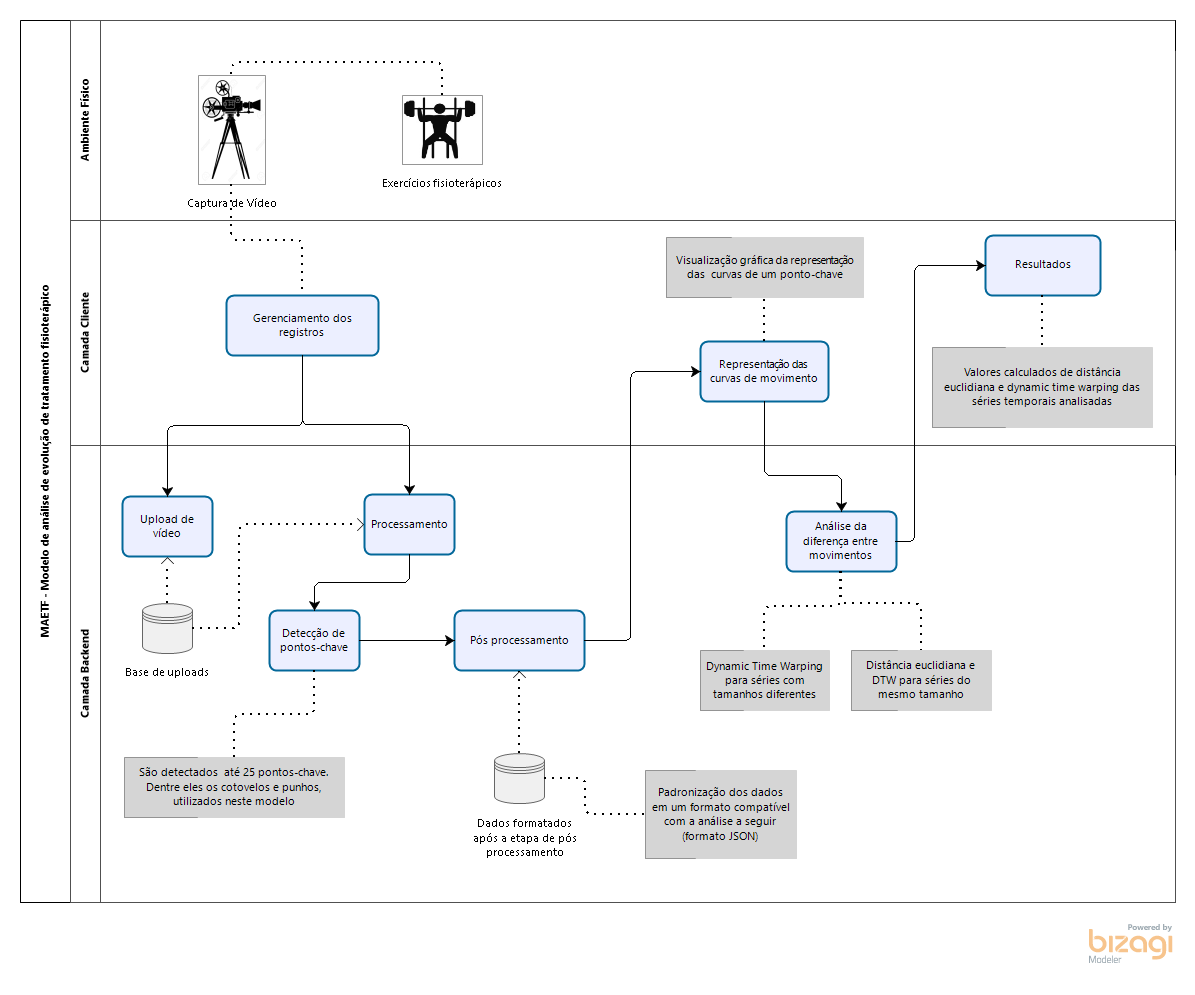 MAETF - Modelo de análise de evolução de tratamento fisioterápico
Ambiente Físico
Captura de Vídeo
Exercícios fisioterápicos
Camada Cliente
Gerenciamento dos
registros
Visualização gráfica da representação
das curvas de um ponto-chave
Representação das
curvas de movimento
Resultados
Valores calculados de distância
euclidiana e dynamic time warping das
séries temporais analisadas
Camada Backend
Upload de
vídeo
Processamento
Base de uploads
Detecção de
pontos-chave
Pós processamento
Análise da
diferença entre
movimentos
Dynamic Time Warping
para séries com
tamanhos diferentes
Distância euclidiana e
DTW para séries do
mesmo tamanho
São detectados até 25 pontos-chave.
Dentre eles os cotovelos e punhos,
utilizados neste modelo
Dados formatados
após a etapa de pós
processamento
Padronização dos dados
em um formato compatível
com a análise a seguir
(formato JSON)
Powered by
bizagi
Modeler